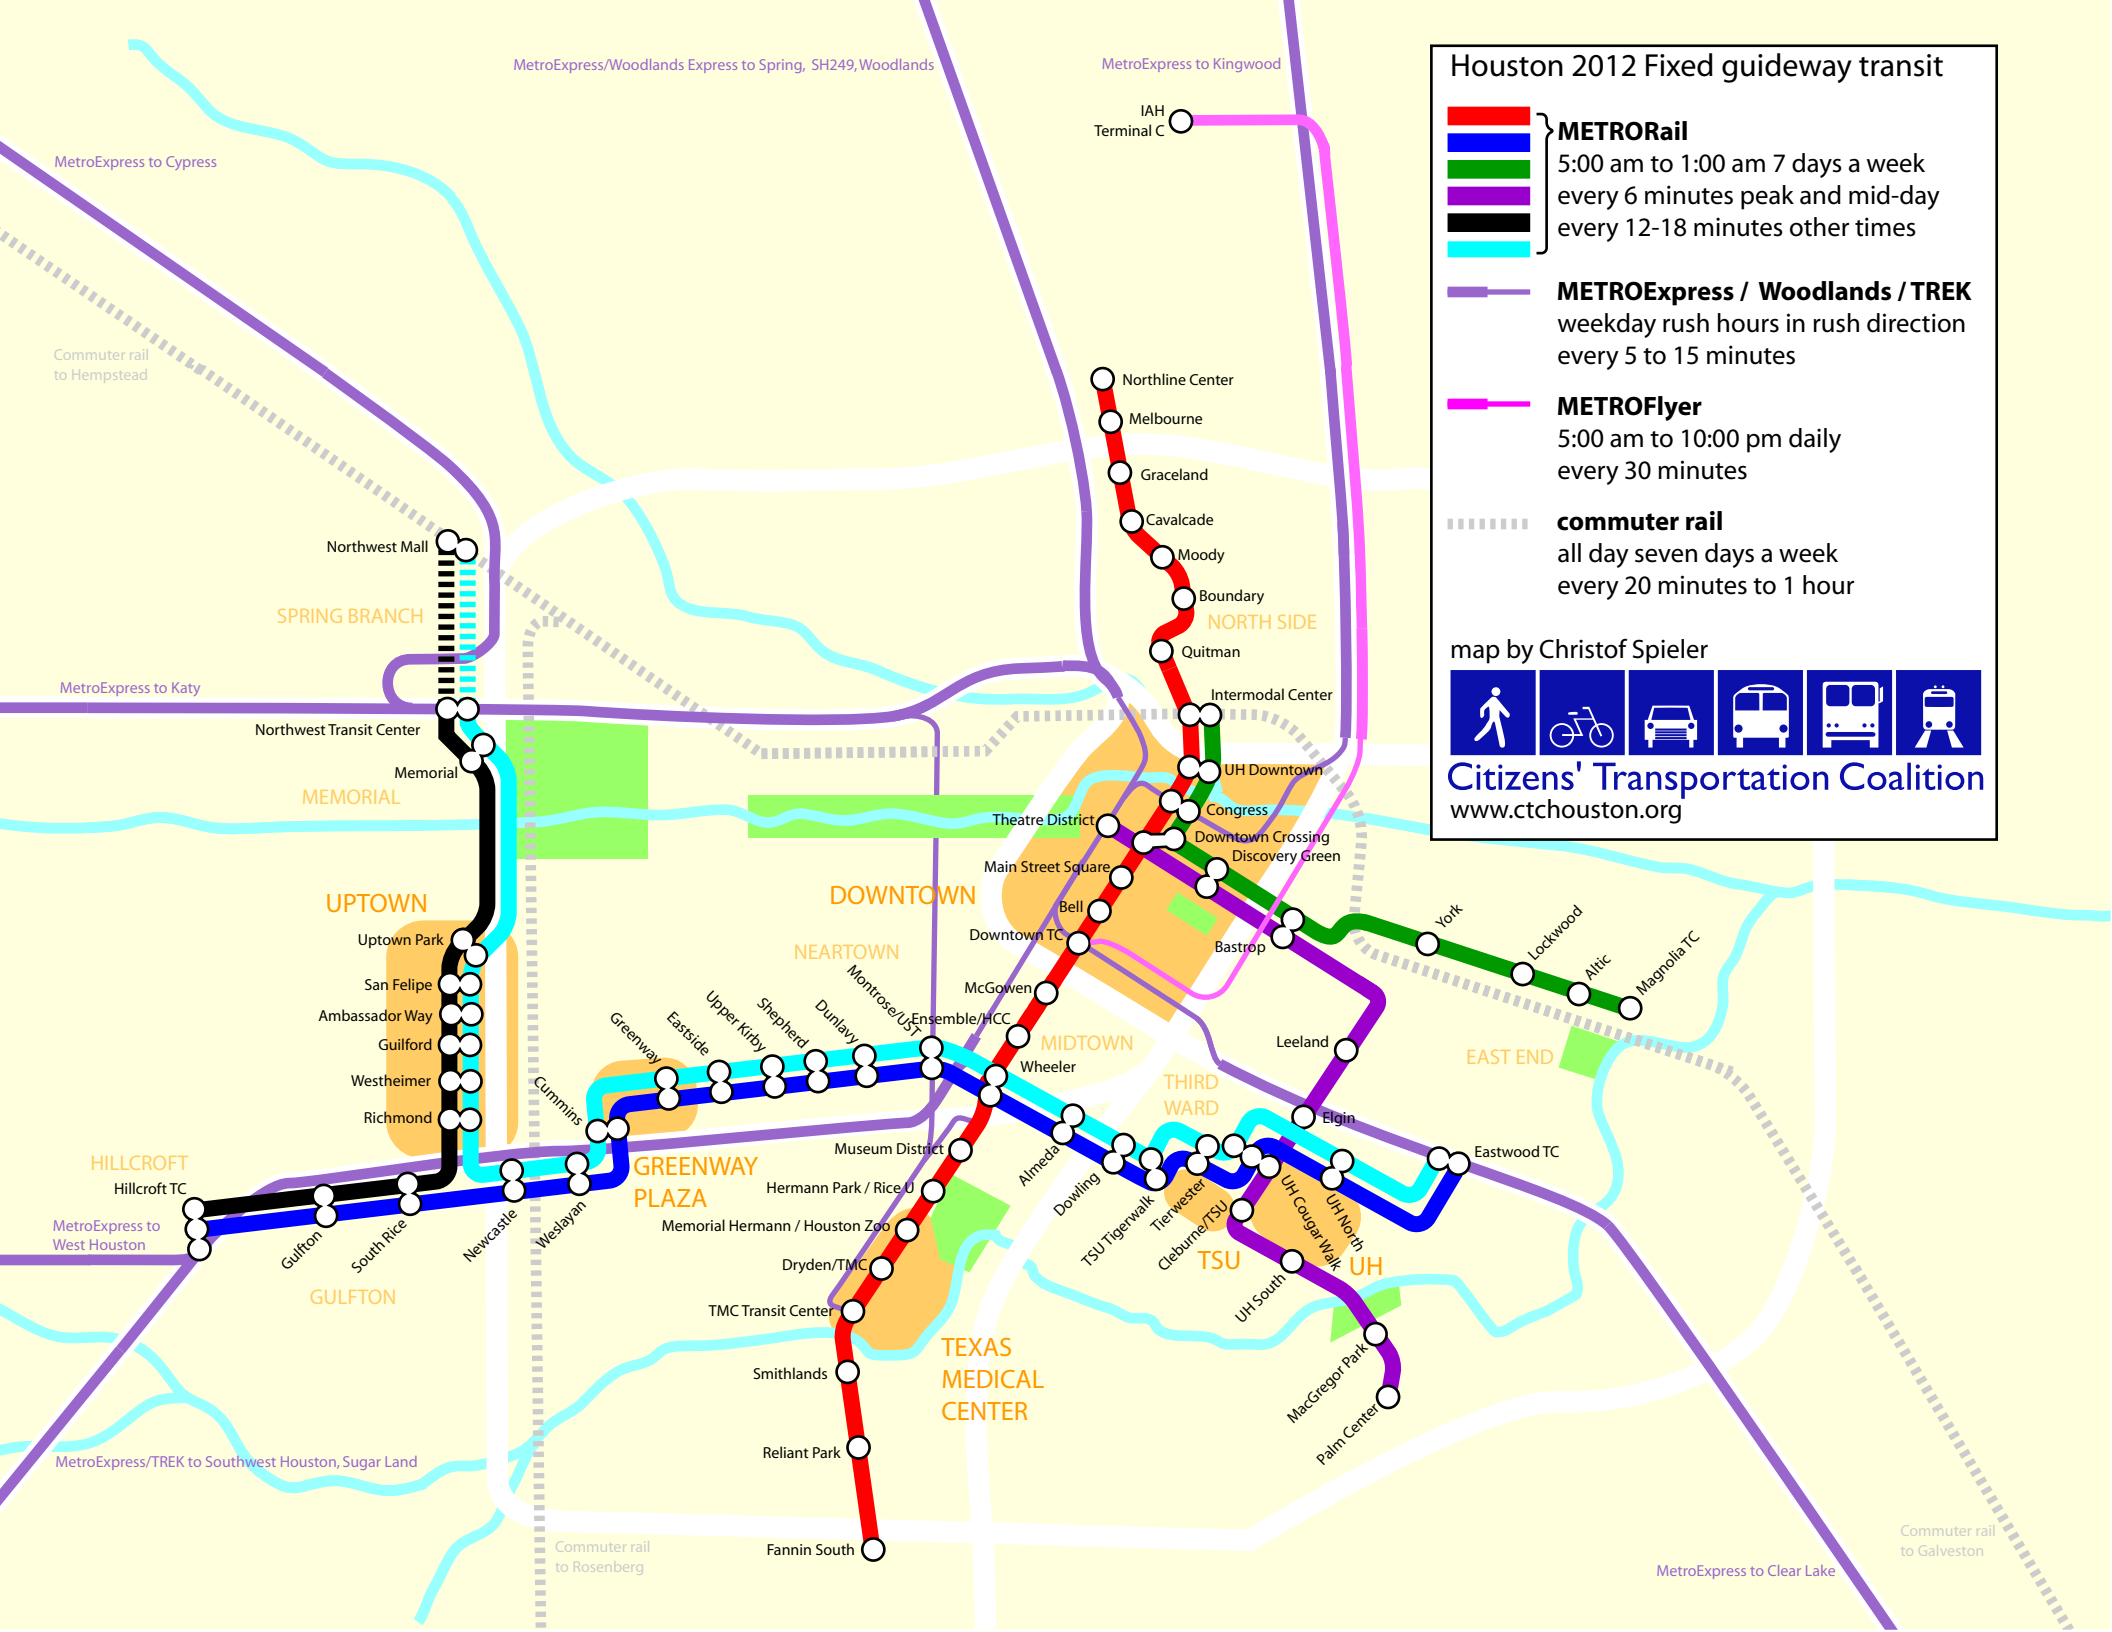 Houston 2012 Fixed guideway transit
METRORail
5:00 am to 1:00 am 7 days a week
every 6 minutes peak and mid-day
every 12-18 minutes other times
METROExpress / Woodlands / TREK
weekday rush hours in rush direction
every 5 to 15 minutes
METROFlyer
5:00 am to 10:00 pm daily
every 30 minutes
commuter rail
all day seven days a week
every 20 minutes to 1 hour
map by Christof Spieler
Citizens' Transportation Coalition
www.ctchouston.org
MetroExpress/Woodlands Express to Spring, SH249, Woodlands
MetroExpress to Kingwood
IAH
Terminal C
MetroExpress to Cypress
Commuter rail
to Hempstead
Northline Center
Melbourne
Graceland
Cavalcade
Moody
Boundary
NORTH SIDE
Quitman
Intermodal Center
Northwest Mall
SPRING BRANCH
MetroExpress to Katy
Northwest Transit Center
Memorial
MEMORIAL
UH Downtown
Congress
Theatre District
Downtown Crossing
Discovery Green
Main Street Square
DOWNTOWN
Bell
Downtown TC
Bastrop
York
Lockwood
Altic
Magnolia TC
UPTOWN
Uptown Park
San Felipe
Ambassador Way
Guilford
Westheimer
Richmond
NEARTOWN
McGowen
Ensemble/HCC
MIDTOWN
Wheeler
Leeland
EAST END
THIRD
WARD
Elgin
Eastwood TC
Cummins
Greenway
Eastside
Upper Kirby
Shepherd
Dunlavy
Montrose/UST
Museum District
GREENWAY
PLAZA
Hermann Park / Rice U
Memorial Hermann / Houston Zoo
Dryden/TMC
TMC Transit Center
TEXAS
MEDICAL
CENTER
Smithlands
Reliant Park
Fannin South
HILLCROFT
Hillcroft TC
MetroExpress to
West Houston
Gulfton
South Rice
Newcastle
Weslayan
GULFTON
Almeda
Dowling
TSU Tigerwalk
Tierwester
Cleburne/TSU
UH Cougar Walk
UH North
TSU
UH
UH South
MacGregor Park
Palm Center
MetroExpress/TREK to Southwest Houston, Sugar Land
Commuter rail
to Rosenberg
MetroExpress to Clear Lake
Commuter rail
to Galveston